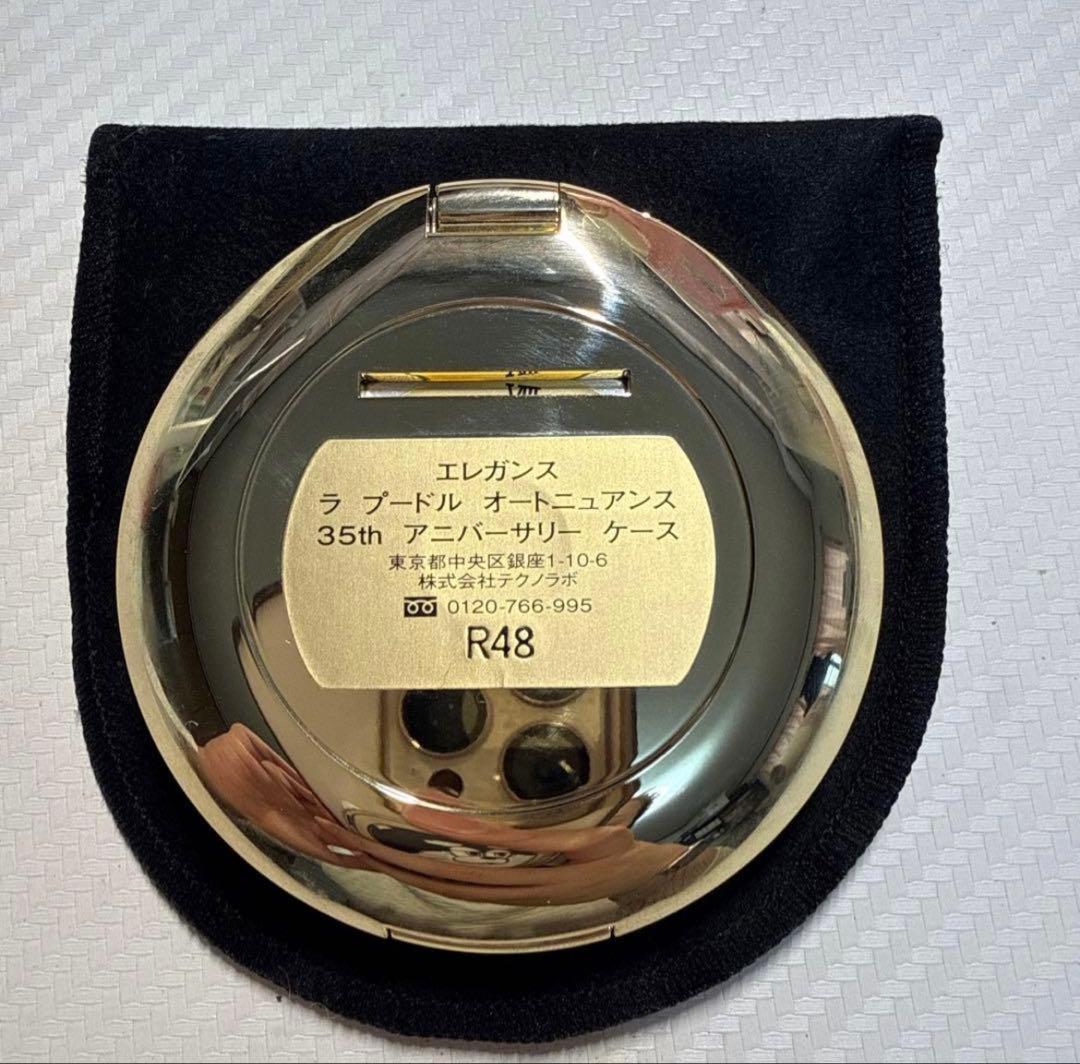 エレガンス
ラ プードル オートニュアンス
35th アニバーサリー ケース
東京都中央区銀座1-10-6
株式会社テクノラボ
0120-766-995
R48